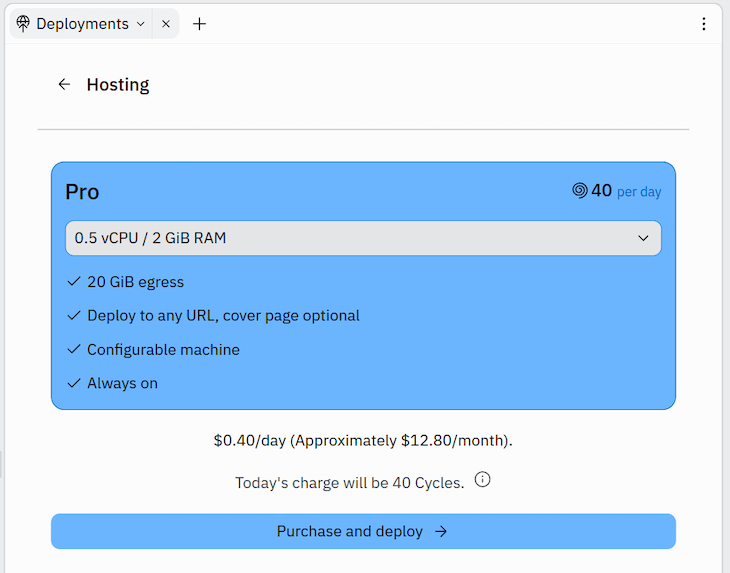 Deployments
Hosting
Pro
40 per day
0.5 vCPU / 2 GiB RAM
20 GiB egress
Deploy to any URL, cover page optional
Configurable machine
Always on
$0.40/day (Approximately $12.80/month).
Today's charge will be 40 Cycles.
Purchase and deploy